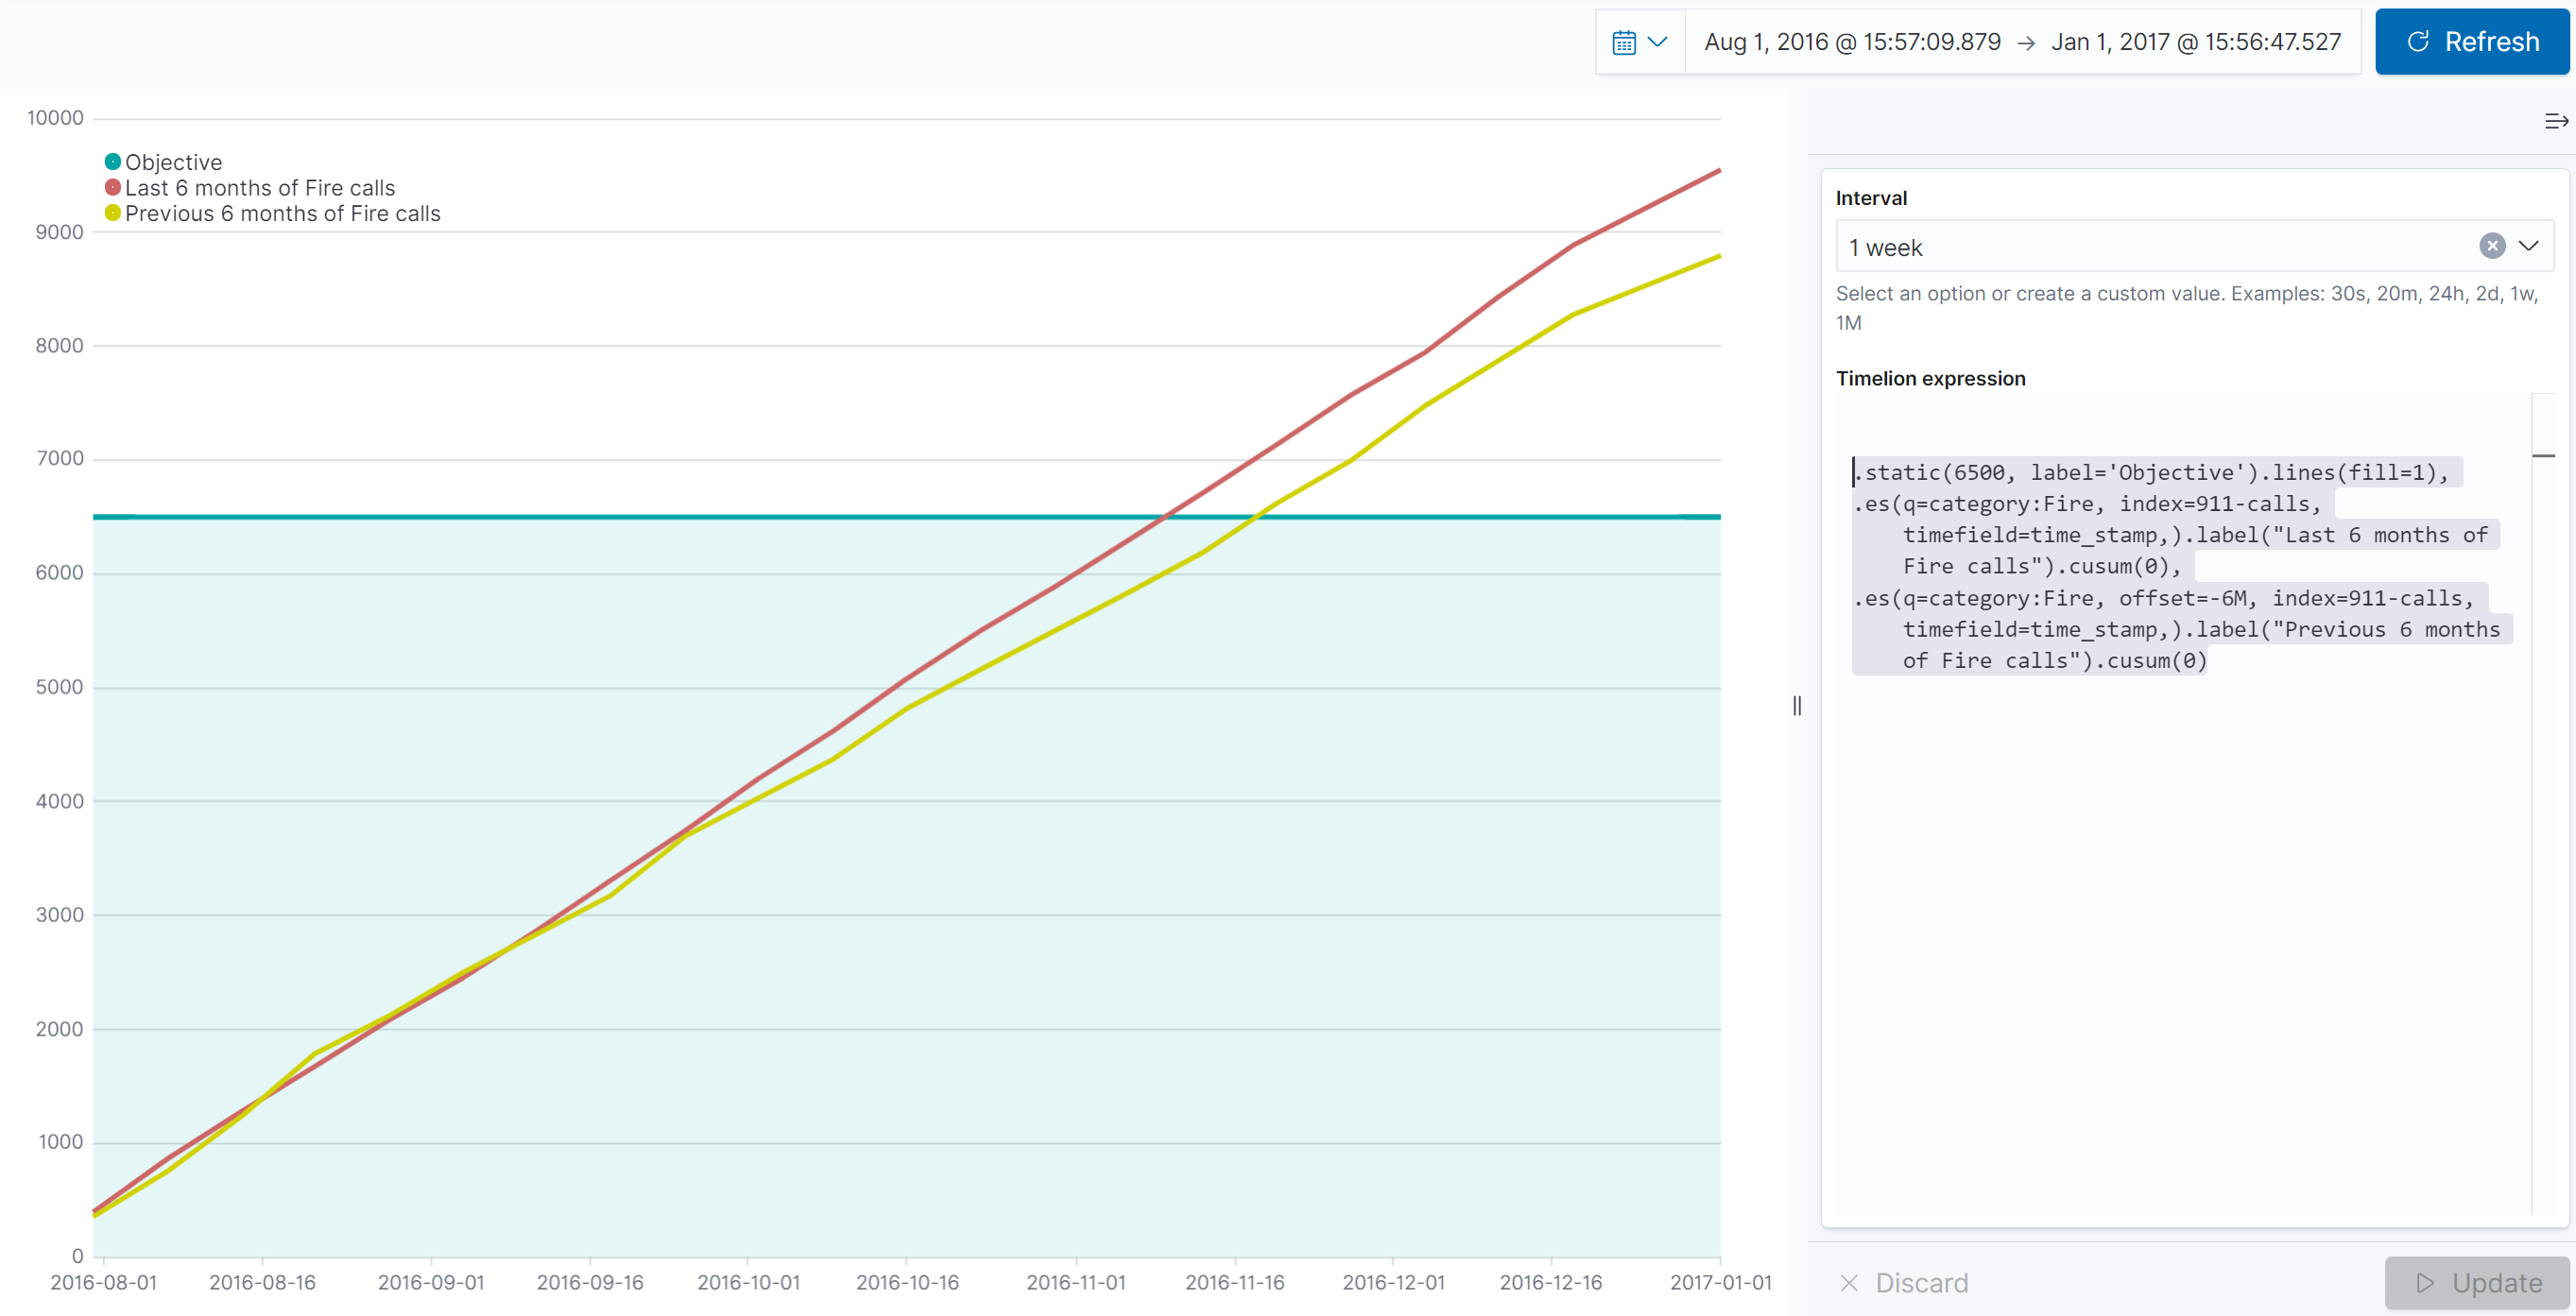 Aug 1, 2016 @ 15:57:09.879 → Jan 1, 2017 @ 15:56:47.527
Refresh
10000
9000
8000
7000
6000
5000
4000
3000
2000
1000
0
Objective
Last 6 months of Fire calls
Previous 6 months of Fire calls
2016-08-01 2016-08-16 2016-09-01 2016-09-16 2016-10-01 2016-10-16 2016-11-01 2016-11-16 2016-12-01 2016-12-16 2017-01-01
Interval
1 week
Select an option or create a custom value. Examples: 30s, 20m, 24h, 2d, 1w,
1M
Timelion expression
.static(6500, label='Objective').lines(fill=1),
.es(q=category:Fire, index=911-calls,
timefield=time_stamp,).label("Last 6 months of
Fire calls").cusum(0),
.es(q=category:Fire, offset=-6M, index=911-calls,
timefield=time_stamp,).label("Previous 6 months
of Fire calls").cusum(0)
Discard
Update